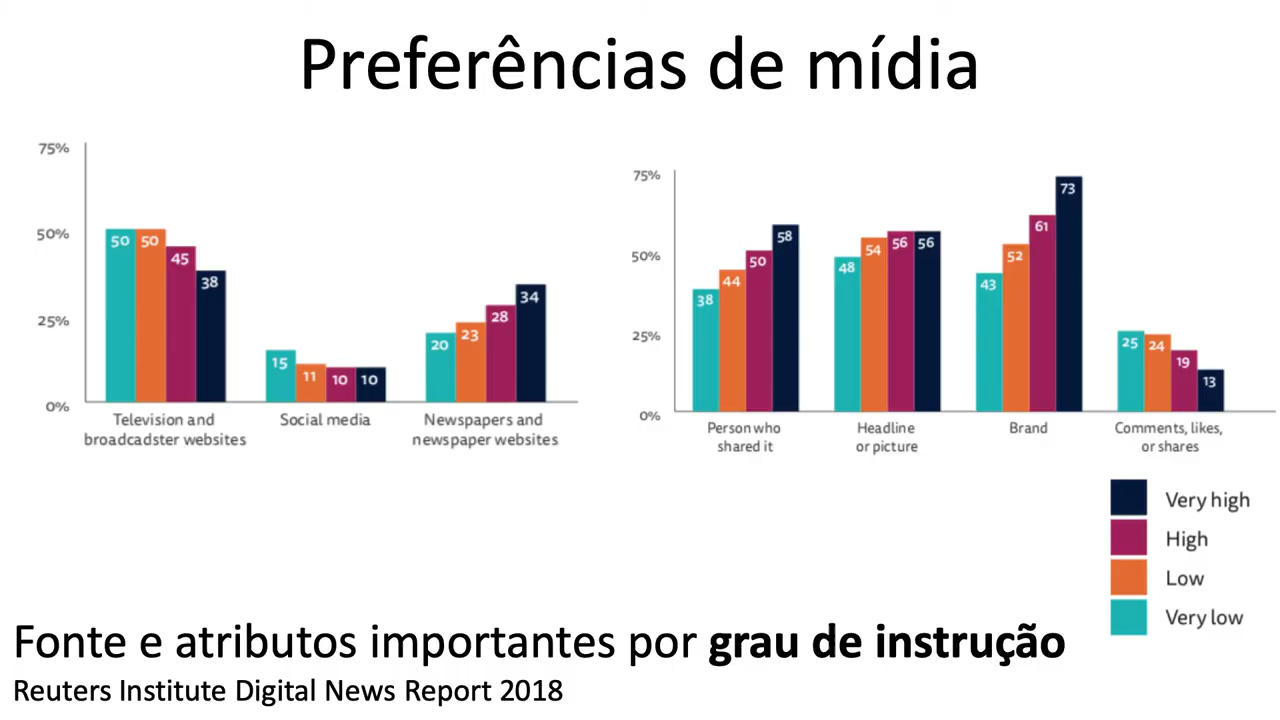 Preferências de mídia
75%
50%
25%
0%
50 50 45 38
15 11 10 10
20 23 28 34
Television and
broadcadster websites
Social media
Newspapers and
newspaper websites
75%
50%
25%
0%
38 44 50 58
48 54 56 56
43 52 61 73
25 24 19 13
Person who
shared it
Headline
or picture
Brand
Comments, likes,
or shares
Very high
High
Low
Very low
Fonte e atributos importantes por grau de instrução
Reuters Institute Digital News Report 2018